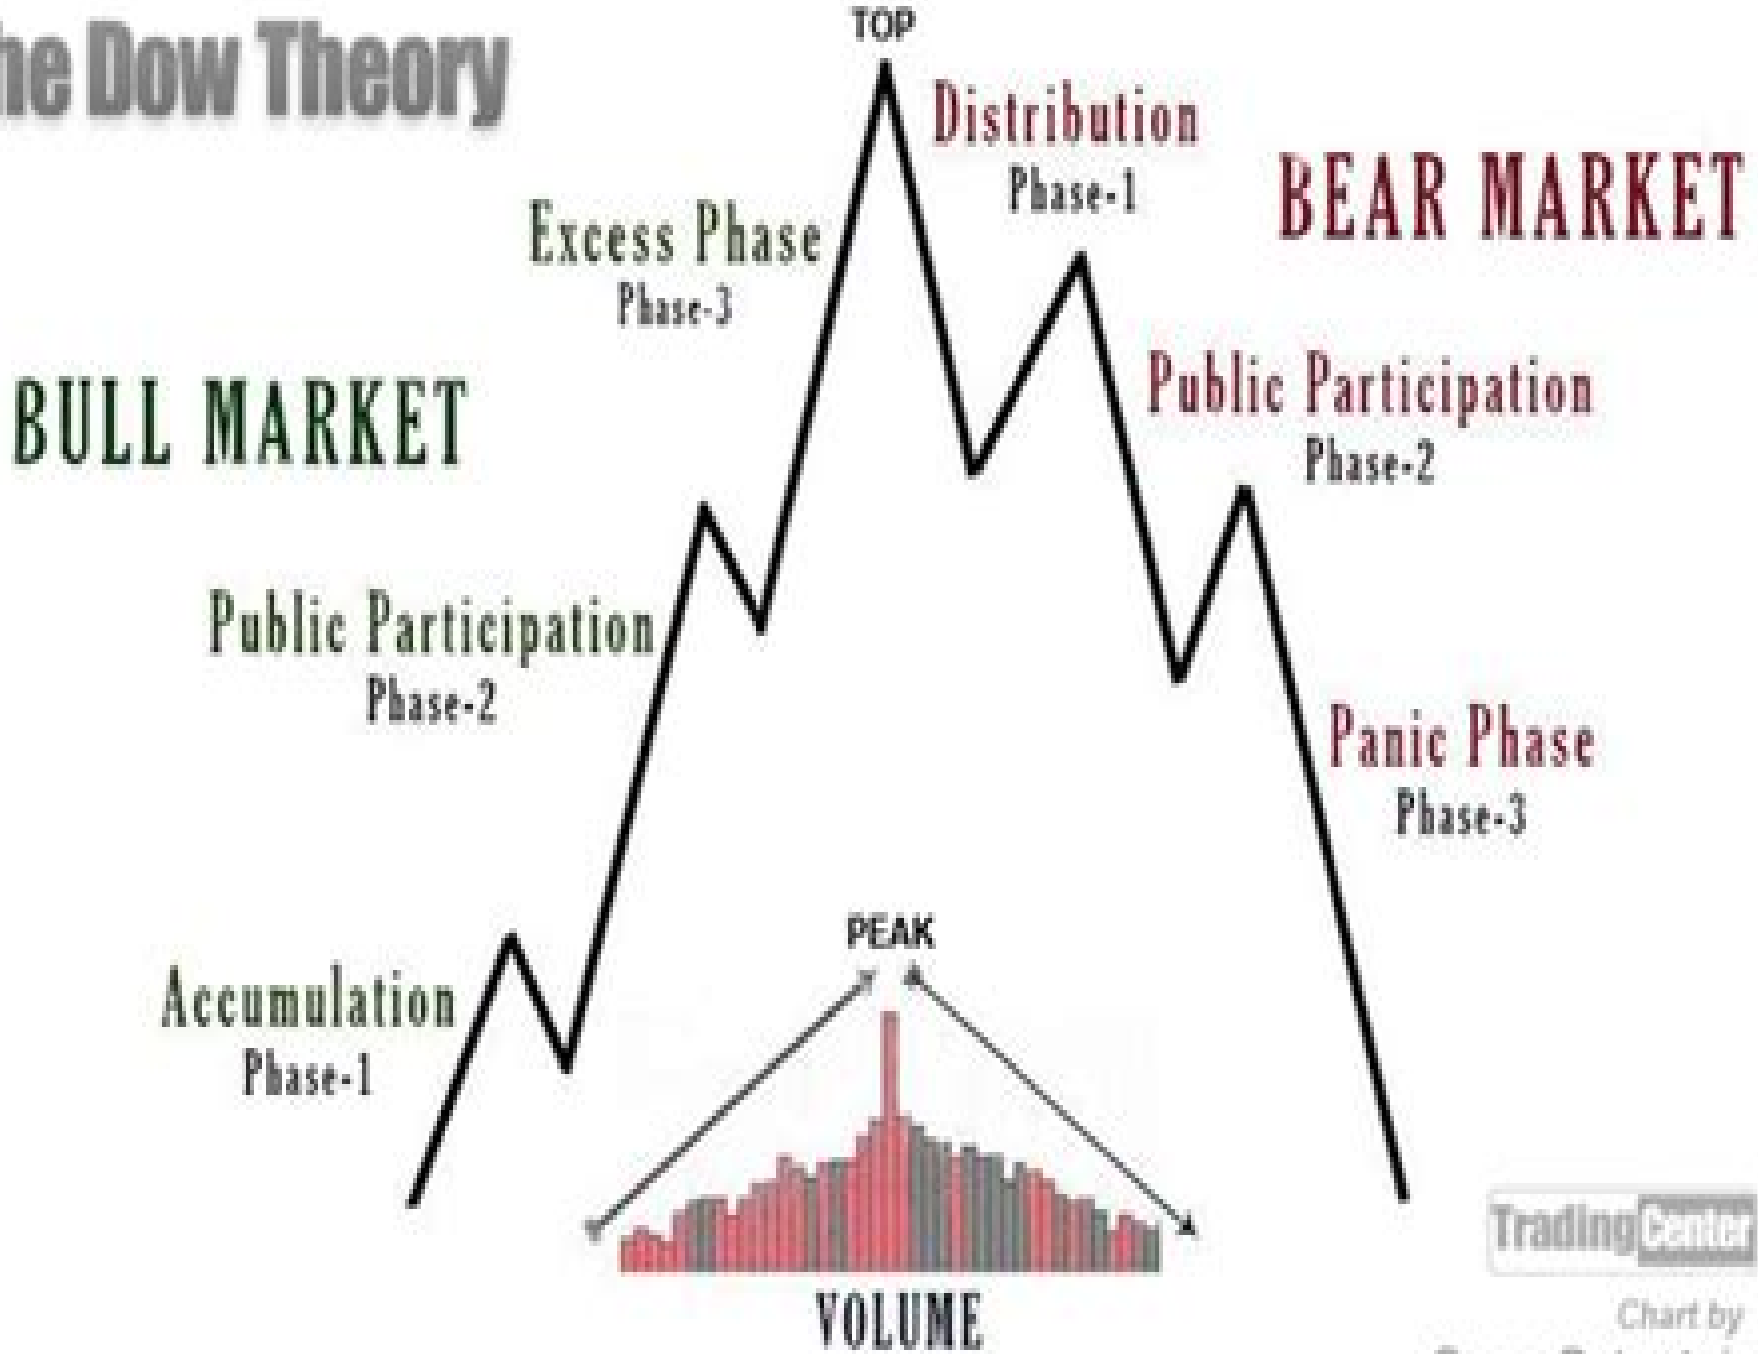 he Dow Theory
TOP
Distribution
Phase-1
BEAR MARKET
Excess Phase
Phase-3
Public Participation
Phase-2
BULL MARKET
Public Participation
Phase-2
Panic Phase
Phase-3
PEAK
Accumulation
Phase-1
TradingCenter
VOLUME
Chart by